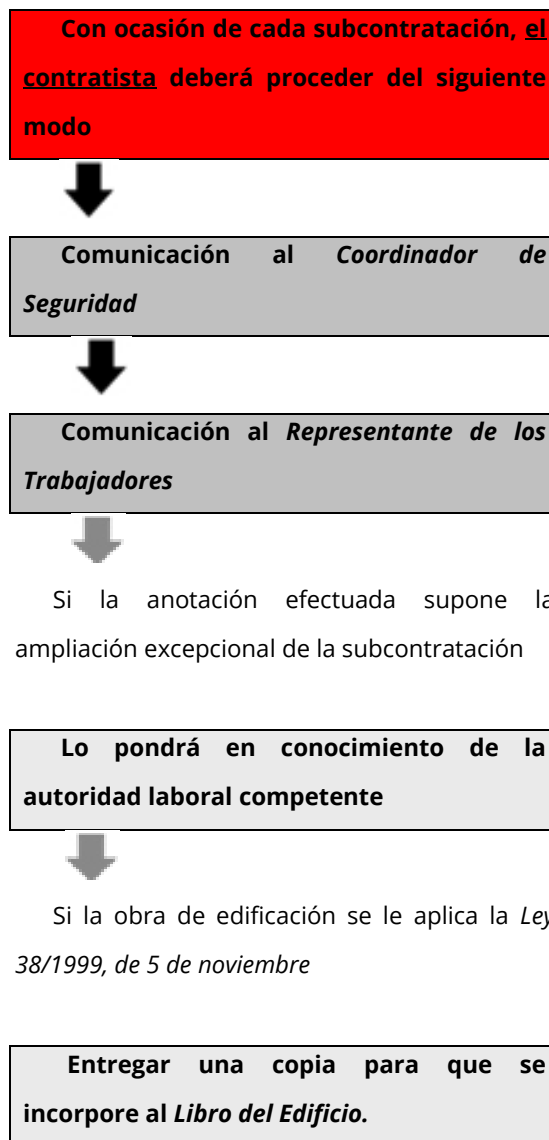 Con ocasión de cada subcontratación, el
contratista deberá proceder del siguiente
modo
Comunicación al Coordinador de
Seguridad
Comunicación al Representante de los
Trabajadores
Si la anotación efectuada supone la
ampliación excepcional de la subcontratación
Lo pondrá en conocimiento de la
autoridad laboral competente
Si la obra de edificación se le aplica la Ley
38/1999, de 5 de noviembre
Entregar una copia para que se
incorpore al Libro del Edificio.